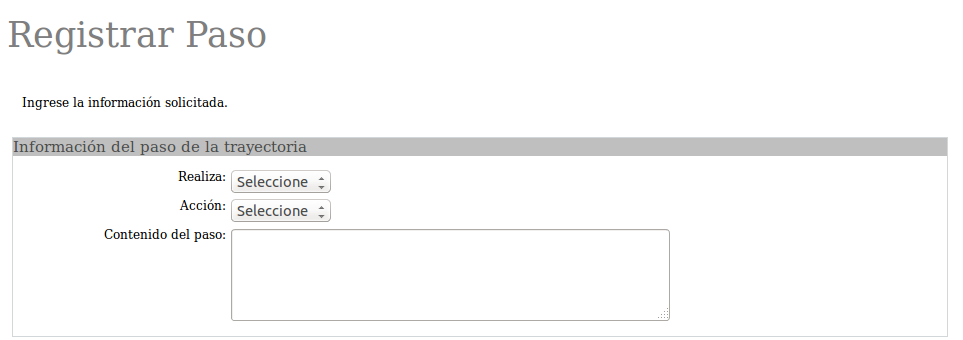 Registrar Paso
Ingrese la información solicitada.
Información del paso de la trayectoria
Realiza: Seleccione
Acción: Seleccione
Contenido del paso: